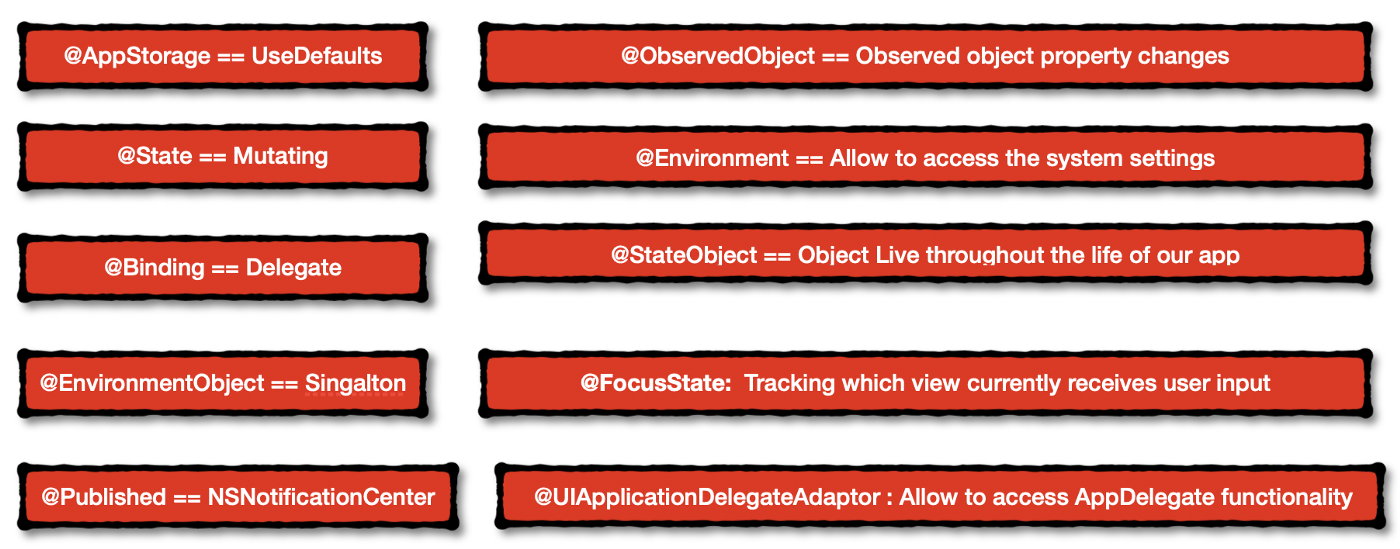 @AppStorage == UseDefaults
@ObservedObject == Observed object property changes
@State == Mutating
@Environment == Allow to access the system settings
@Binding == Delegate
@StateObject == Object Live throughout the life of our app
@EnvironmentObject == Singalton
@FocusState: Tracking which view currently receives user input
@Published == NSNotificationCenter
@UIApplicationDelegateAdaptor : Allow to access AppDelegate functionality